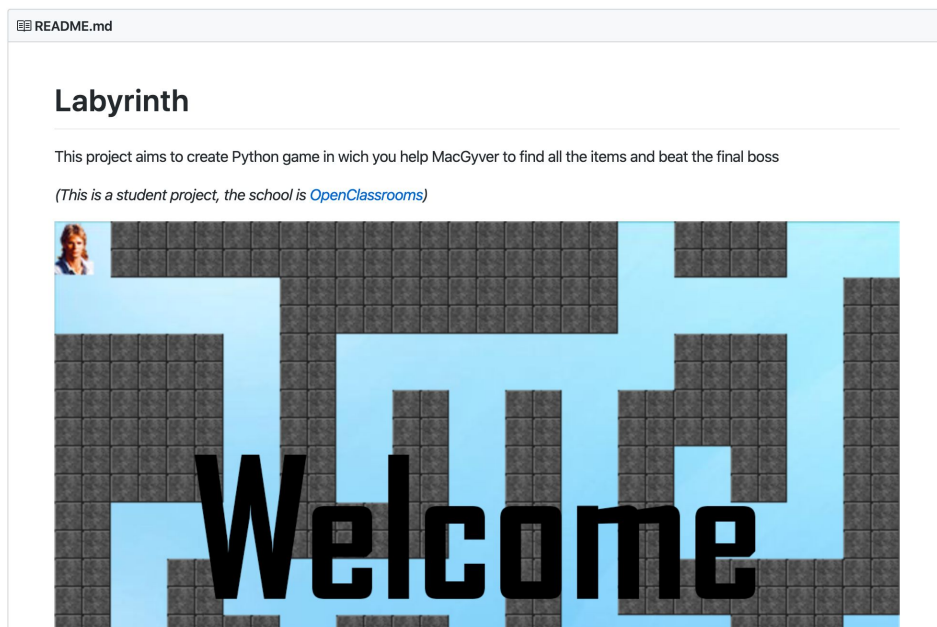 README.md
Labyrinth
This project aims to create Python game in wich you help MacGyver to find all the items and beat the final boss
(This is a student project, the school is OpenClassrooms)
Welcome